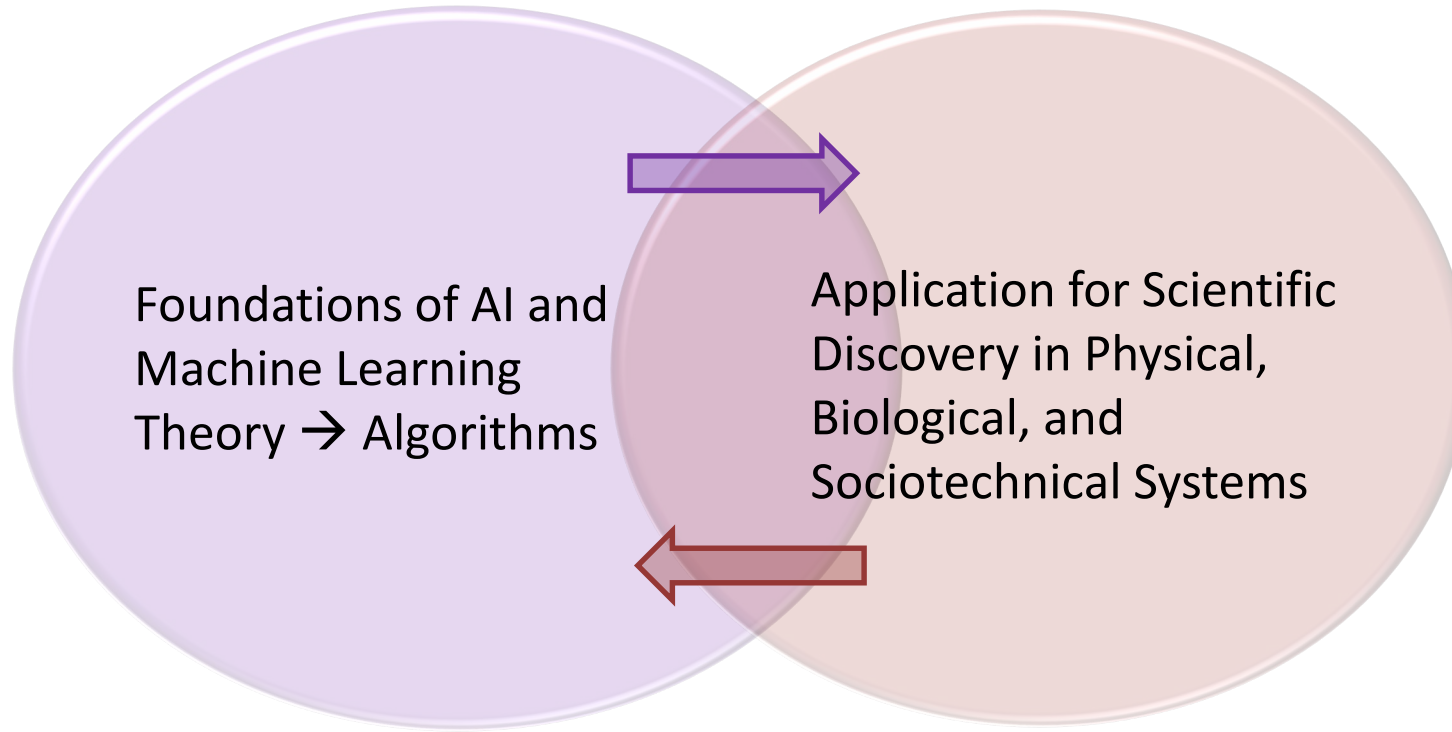 Foundations of AI and
Machine Learning
Theory → Algorithms
Application for Scientific
Discovery in Physical,
Biological, and
Sociotechnical Systems